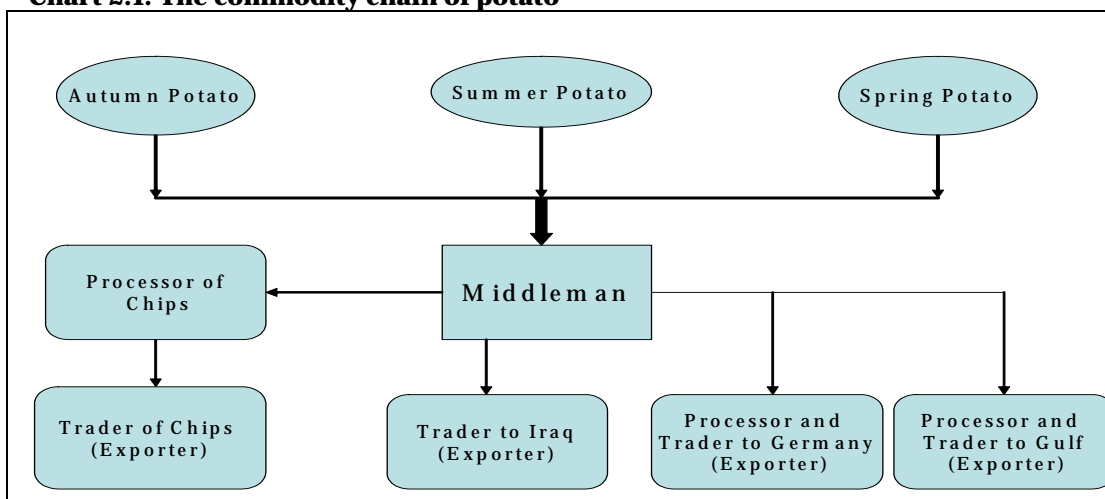 Chart 2.1. The commodity chain of potato
Autumn Potato
Summer Potato
Spring Potato
Processor of
Chips
Middleman
Trader of Chips
(Exporter)
Trader to Iraq
(Exporter)
Processor and
Trader to Germany
(Exporter)
Processor and
Trader to Gulf
(Exporter)